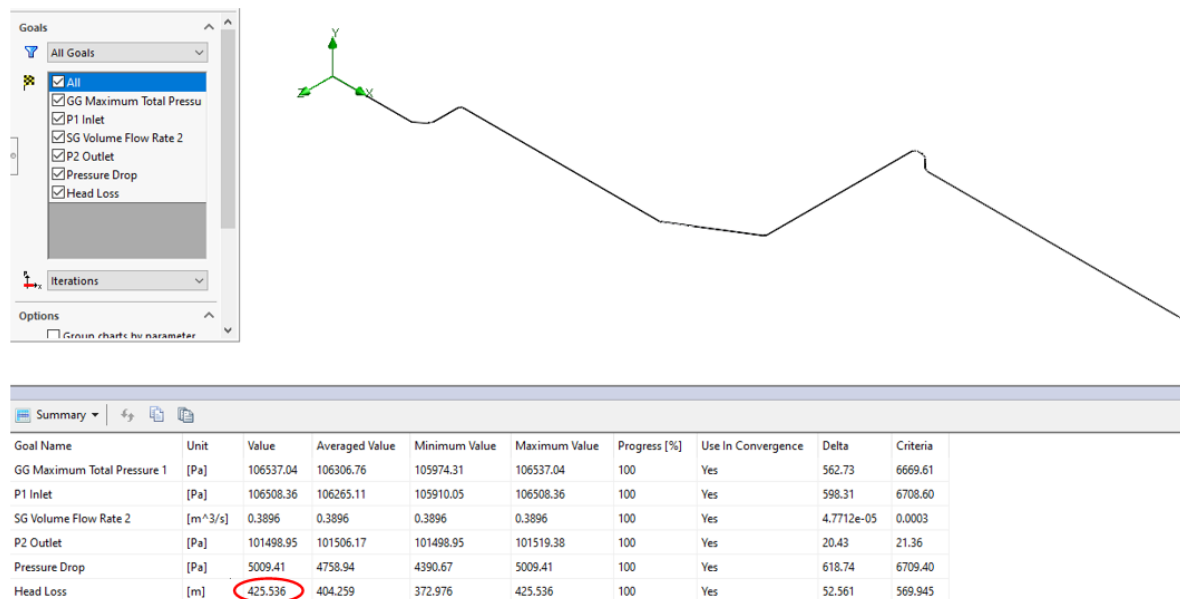 Goals
All Goals
All
GG Maximum Total Pressu
P1 Inlet
SG Volume Flow Rate 2
P2 Outlet
Pressure Drop
Head Loss
Iterations
Options
Group charts by parameter
Y
Z X
Summary
Goal Name Unit Value Averaged Value Minimum Value Maximum Value Progress [%] Use In Convergence Delta Criteria
GG Maximum Total Pressure 1 [Pa] 106537.04 106306.76 105974.31 106537.04 100 Yes 562.73 6669.61
P1 Inlet [Pa] 106508.36 106265.11 105910.05 106508.36 100 Yes 598.31 6708.60
SG Volume Flow Rate 2 [m^3/s] 0.3896 0.3896 0.3896 0.3896 100 Yes 4.7712e-05 0.0003
P2 Outlet [Pa] 101498.95 101506.17 101498.95 101519.38 100 Yes 20.43 21.36
Pressure Drop [Pa] 5009.41 4758.94 4390.67 5009.41 100 Yes 618.74 6709.40
Head Loss [m] 425.536 404.259 372.976 425.536 100 Yes 52.561 569.945